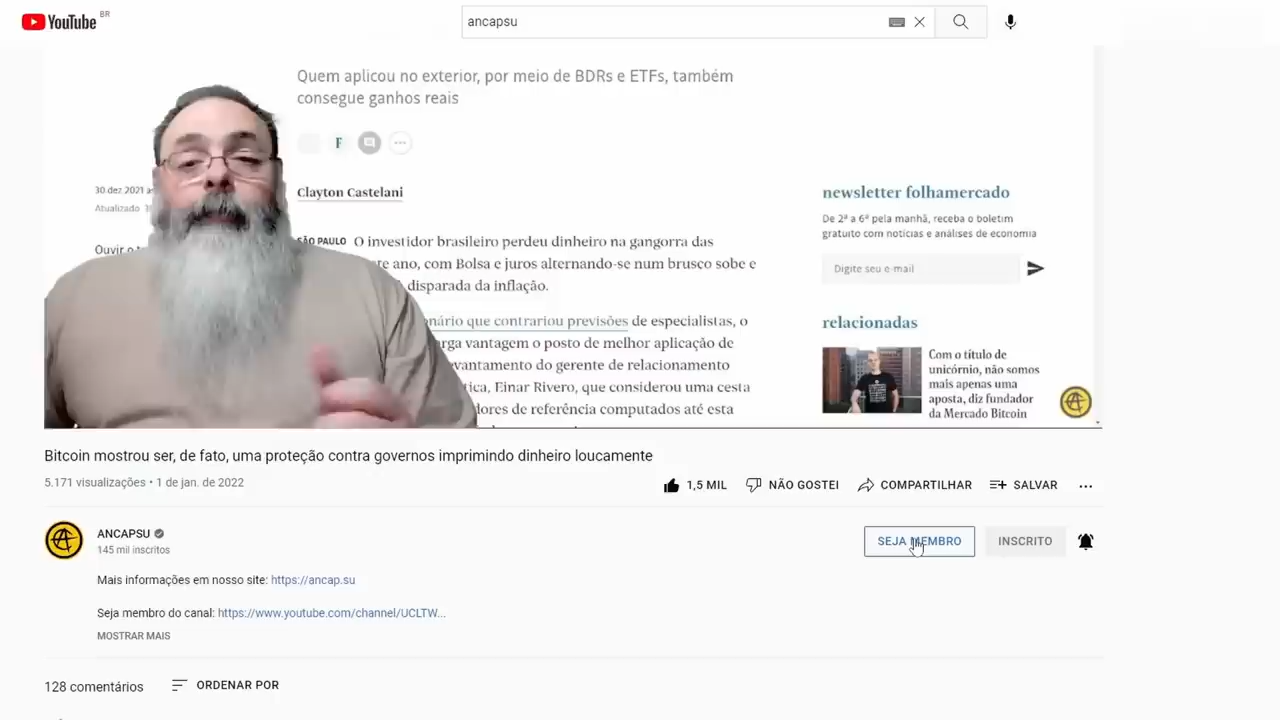 YouTube BR
ancapsu
Quem aplicou no exterior, por meio de BDRs e ETFs, também
consegue ganhos reais
F
30 dez 2021
Clayton Castelani
Atualizado
newsletter folhamercado
De 2ª a 6ª pela manhã, receba o boletim
gratuito com notícias e análises de economia
Digite seu e-mail
Ouvir o
SÃO PAULO O investidor brasileiro perdeu dinheiro na gangorra das
te ano, com Bolsa e juros alternando-se num brusco sobe e
disparada da inflação.
nário que contrariou previsões de especialistas, o
rga vantagem o posto de melhor aplicação de
evantamento do gerente de relacionamento
tica, Einar Rivero, que considerou uma cesta
dores de referência computados até esta
relacionadas
Com o título de
unicórnio, não somos
mais apenas uma
aposta, diz fundador
da Mercado Bitcoin
Bitcoin mostrou ser, de fato, uma proteção contra governos imprimindo dinheiro loucamente
5.171 visualizações • 1 de jan. de 2022
1,5 MIL
NÃO GOSTEI
COMPARTILHAR
SALVAR
ANCAPSU
145 mil inscritos
SEJA MEMBRO
INSCRITO
Mais informações em nosso site: https://ancap.su
Seja membro do canal: https://www.youtube.com/channel/UCLTW...
MOSTRAR MAIS
128 comentários
ORDENAR POR